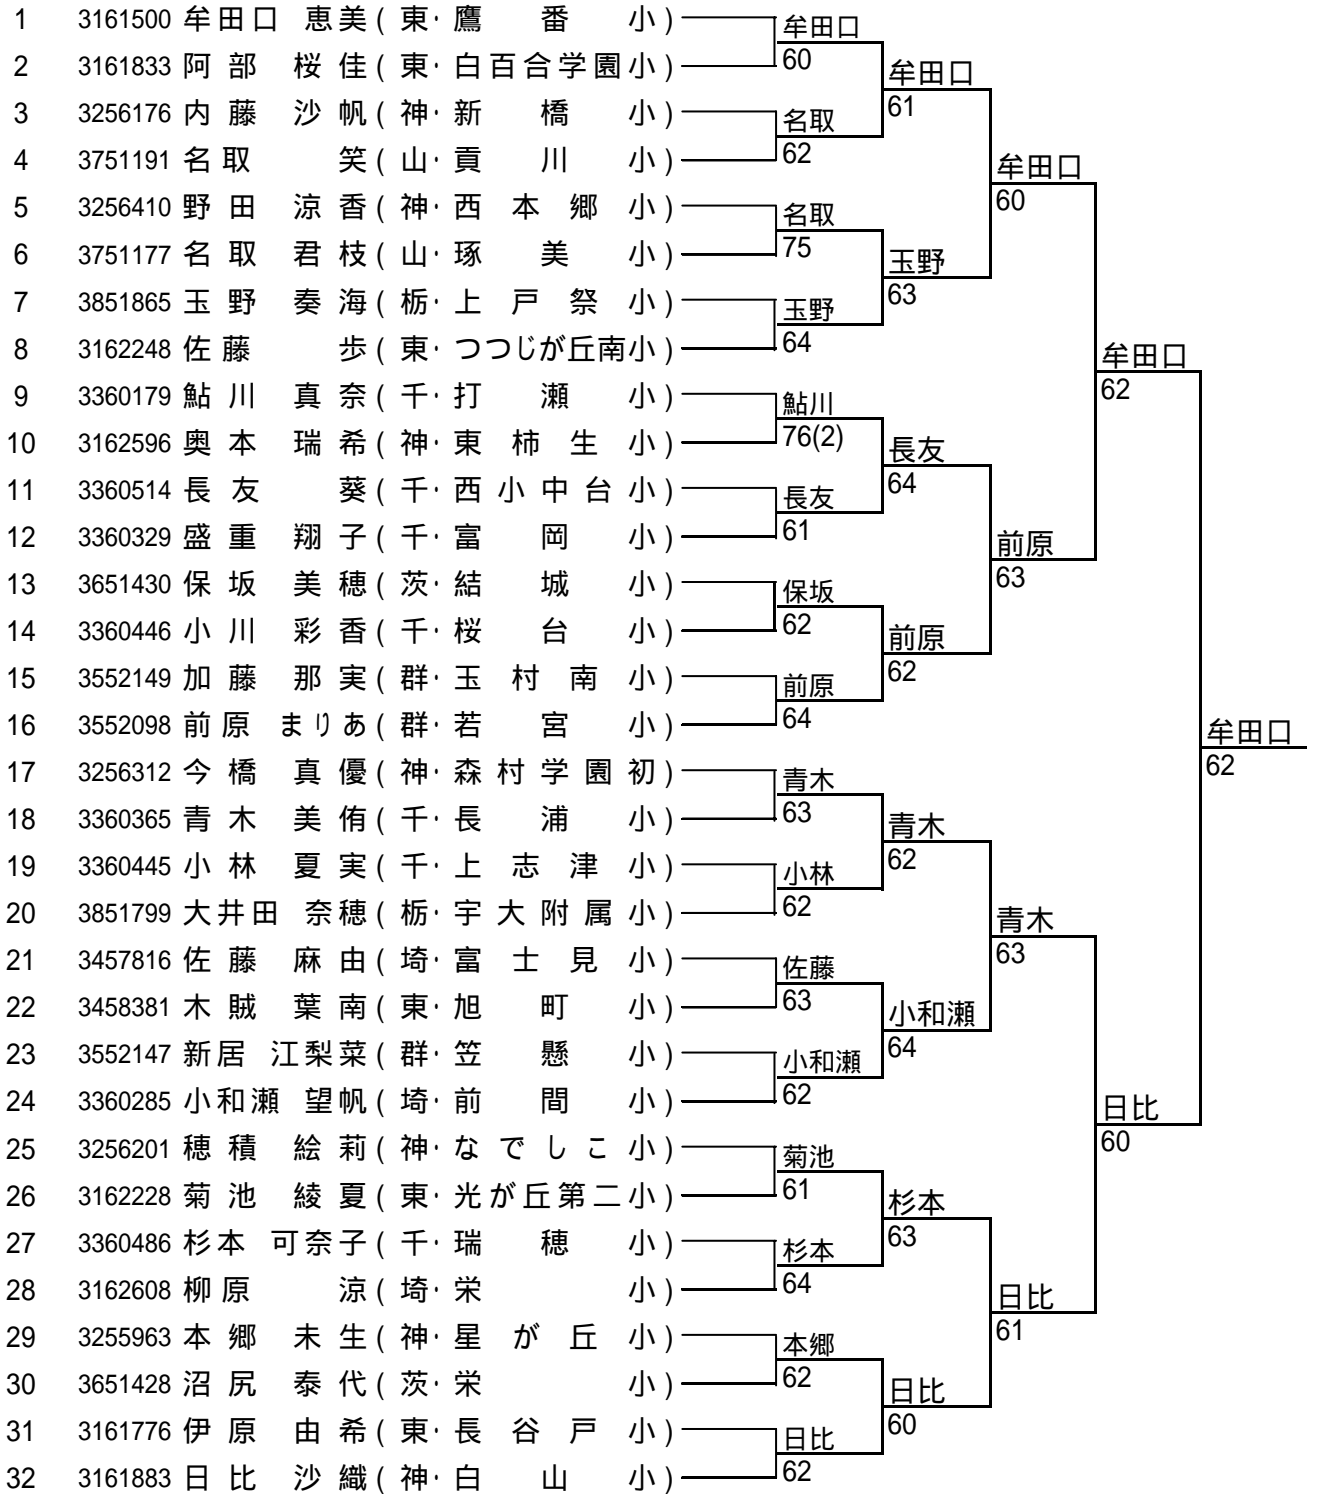 1 3161500 牟田口 恵美 ( 東･鷹番小 )
2 3161833 阿部 桜佳 ( 東･白百合学園小 )
3 3256176 内藤 沙帆 ( 神･新橋小 )
4 3751191 名取 笑 ( 山･貢川小 )
5 3256410 野田 涼香 ( 神･西本郷小 )
6 3751177 名取 君枝 ( 山･琢美小 )
7 3851865 玉野 奏海 ( 栃･上戸祭小 )
8 3162248 佐藤 歩 ( 東･つつじが丘南小 )
9 3360179 鮎川 真奈 ( 千･打瀬小 )
10 3162596 奥本 瑞希 ( 神･東柿生小 )
11 3360514 長友 葵 ( 千･西小中台小 )
12 3360329 盛重 翔子 ( 千･富岡小 )
13 3651430 保坂 美穂 ( 茨･結城小 )
14 3360446 小川 彩香 ( 千･桜台小 )
15 3552149 加藤 那実 ( 群･玉村南小 )
16 3552098 前原 まりあ ( 群･若宮小 )
17 3256312 今橋 真優 ( 神･森村学園初 )
18 3360365 青木 美侑 ( 千･長浦小 )
19 3360445 小林 夏実 ( 千･上志津小 )
20 3851799 大井田 奈穂 ( 栃･宇大附属小 )
21 3457816 佐藤 麻由 ( 埼･富士見小 )
22 3458381 木賊 葉南 ( 東･旭町小 )
23 3552147 新居 江梨菜 ( 群･笠懸小 )
24 3360285 小和瀬 望帆 ( 埼･前間小 )
25 3256201 穂積 絵莉 ( 神･なでしこ小 )
26 3162228 菊池 綾夏 ( 東･光が丘第二小 )
27 3360486 杉本 可奈子 ( 千･瑞穂小 )
28 3162608 柳原 涼 ( 埼･栄小 )
29 3255963 本郷 未生 ( 神･星が丘小 )
30 3651428 沼尻 泰代 ( 茨･栄小 )
31 3161776 伊原 由希 ( 東･長谷戸小 )
32 3161883 日比 沙織 ( 神･白山小 )
牟田口
60
名取
62
名取
75
玉野
64
鮎川
76(2)
長友
61
保坂
62
前原
64
青木
63
小林
62
佐藤
63
小和瀬
62
菊池
61
杉本
64
本郷
62
日比
62
牟田口
61
玉野
63
長友
64
前原
62
青木
62
小和瀬
64
杉本
63
日比
60
牟田口
60
前原
63
青木
63
日比
61
牟田口
62
日比
60
牟田口
62